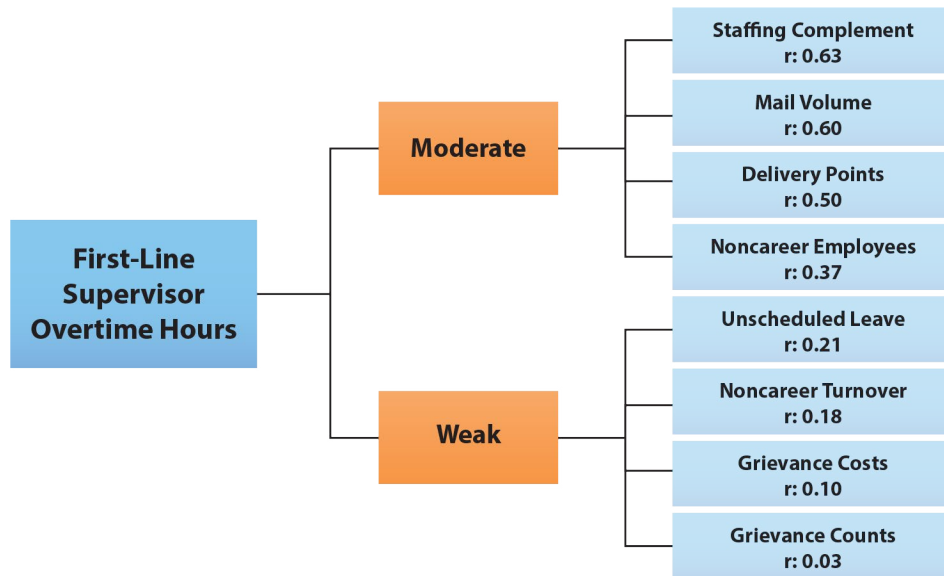 First-Line
Supervisor
Overtime Hours
Moderate
Staffing Complement
r: 0.63
Mail Volume
r: 0.60
Delivery Points
r: 0.50
Noncareer Employees
r: 0.37
Weak
Unscheduled Leave
r: 0.21
Noncareer Turnover
r: 0.18
Grievance Costs
r: 0.10
Grievance Counts
r: 0.03